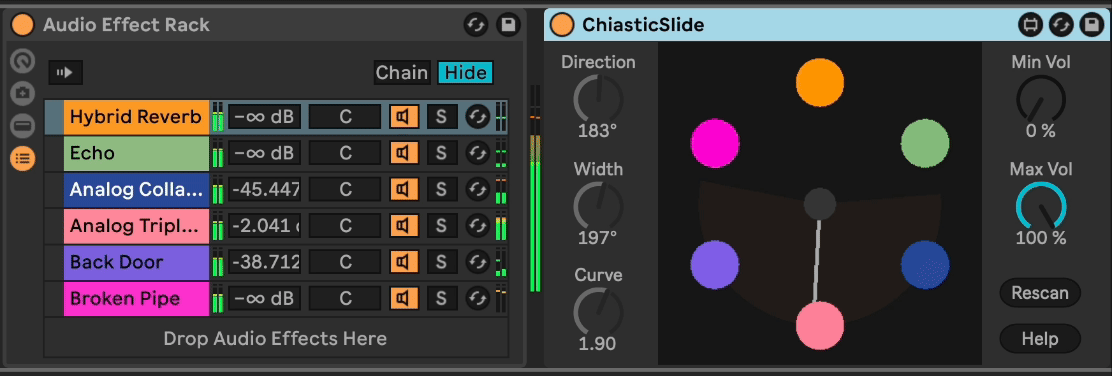 Audio Effect Rack
Chain Hide
Hybrid Reverb -∞ dB C S
Echo -∞ dB C S
Analog Colla... -45.447 C S
Analog Tripl... -2.041 C S
Back Door -38.712 C S
Broken Pipe -∞ dB C S
Drop Audio Effects Here
ChiasticSlide
Direction
183°
Width
197°
Curve
1.90
Min Vol
0 %
Max Vol
100 %
Rescan
Help